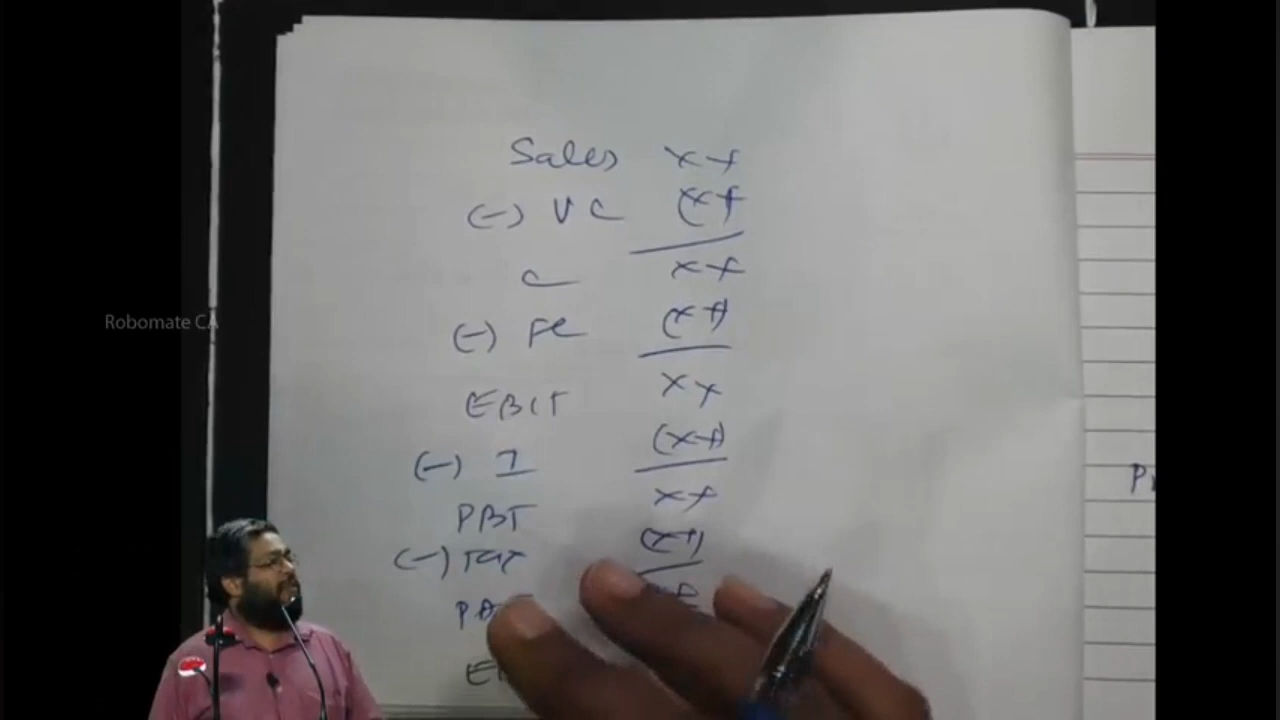 Sales xx
(-) VC (xx)
C xx
(-) FC (xx)
EBIT xx
(-) I (xx)
PBT xx
(-) Tax (xx)
Robomate CA